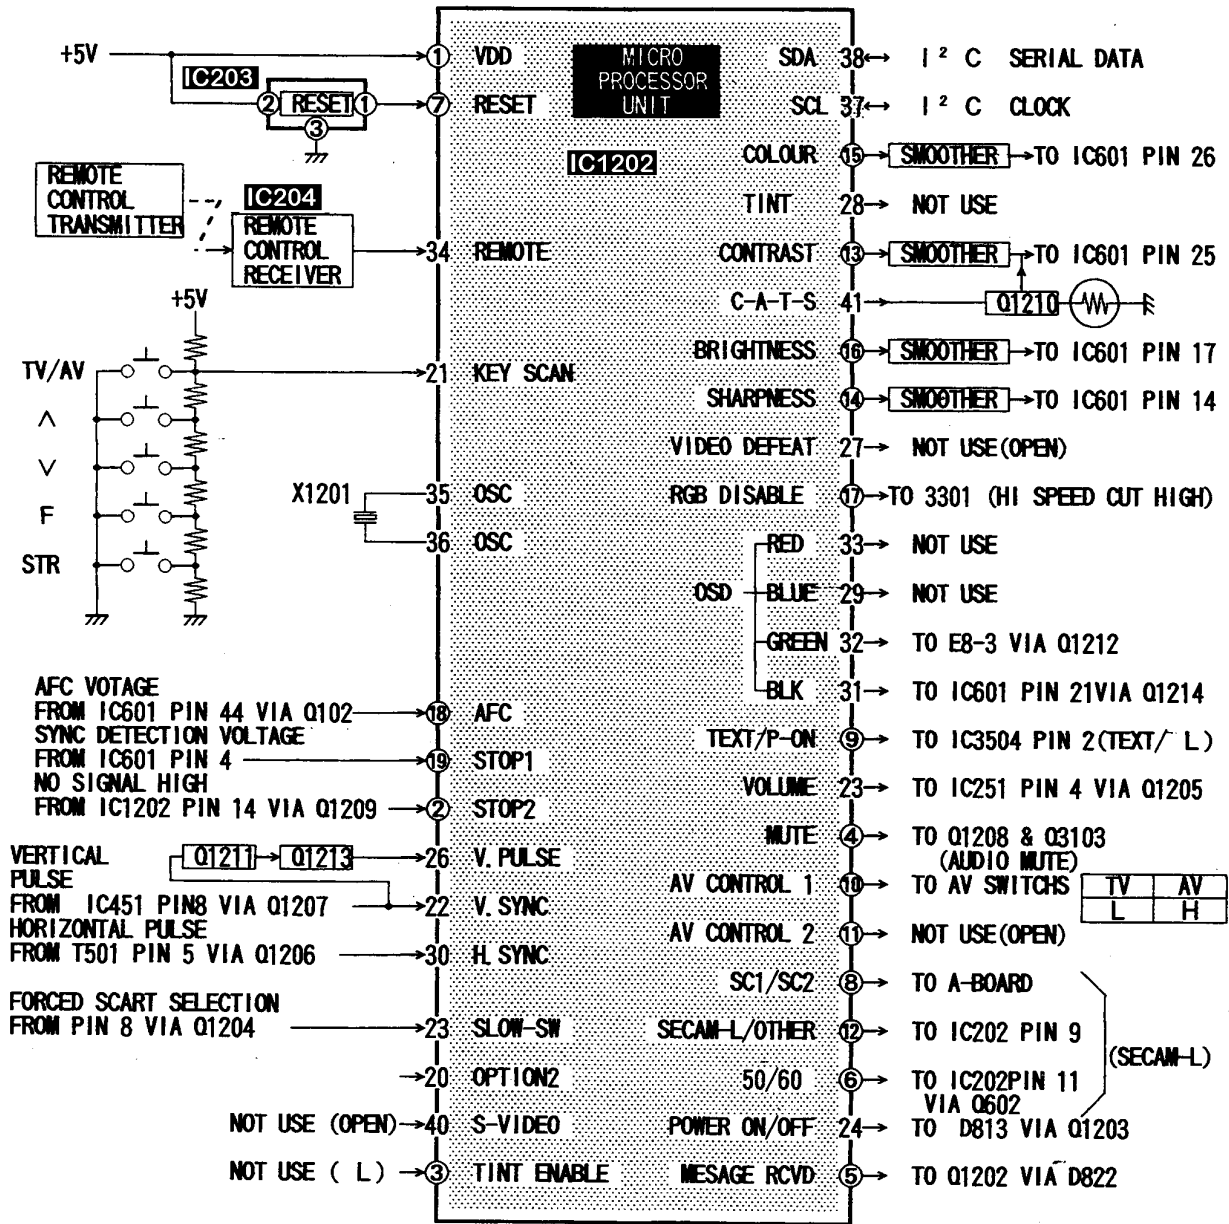 +5V
IC203
② RESET ①
③
① VDD
⑦ RESET
MICRO
PROCESSOR
UNIT
IC1202
REMOTE
CONTROL
TRANSMITTER
IC204
REMOTE
CONTROL
RECEIVER
34 REMOTE
+5V
TV/AV
∧
∨
F
STR
21 KEY SCAN
X1201
35 OSC
36 OSC
AFC VOTAGE
FROM IC601 PIN 44 VIA Q102
⑱ AFC
SYNC DETECTION VOLTAGE
FROM IC601 PIN 4
⑲ STOP1
NO SIGNAL HIGH
FROM IC1202 PIN 14 VIA Q1209
② STOP2
VERTICAL
PULSE
FROM IC451 PIN8 VIA Q1207
Q1211 Q1213
26 V.PULSE
22 V.SYNC
HORIZONTAL PULSE
FROM T501 PIN 5 VIA Q1206
30 H.SYNC
FORCED SCART SELECTION
FROM PIN 8 VIA Q1204
23 SLOW-SW
20 OPTION2
NOT USE (OPEN) 40 S-VIDEO
NOT USE ( L ) ③ TINT ENABLE
SDA 38 I² C SERIAL DATA
SCL 37 I² C CLOCK
COLOUR ⑮ SMOOTHER TO IC601 PIN 26
TINT 28 NOT USE
CONTRAST ⑬ SMOOTHER TO IC601 PIN 25
C-A-T-S 41 Q1210
BRIGHTNESS ⑯ SMOOTHER TO IC601 PIN 17
SHARPNESS ⑭ SMOOTHER TO IC601 PIN 14
VIDEO DEFEAT 27 NOT USE(OPEN)
RGB DISABLE ⑰ TO 3301 (HI SPEED CUT HIGH)
OSD
RED 33 NOT USE
BLUE 29 NOT USE
GREEN 32 TO E8-3 VIA Q1212
BLK 31 TO IC601 PIN 21VIA Q1214
TEXT/P-ON ⑨ TO IC3504 PIN 2(TEXT/ L)
VOLUME 23 TO IC251 PIN 4 VIA Q1205
MUTE ④ TO Q1208 & Q3103
(AUDIO MUTE)
AV CONTROL 1 ⑩ TO AV SWITCHS
TV AV
L H
AV CONTROL 2 ⑪ NOT USE(OPEN)
SC1/SC2 ⑧ TO A-BOARD
SECAM-L/OTHER ⑫ TO IC202 PIN 9
(SECAM-L)
50/60 ⑥ TO IC202PIN 11
VIA Q602
POWER ON/OFF 24 TO D813 VIA Q1203
MESAGE RCVD ⑤ TO Q1202 VIA D822